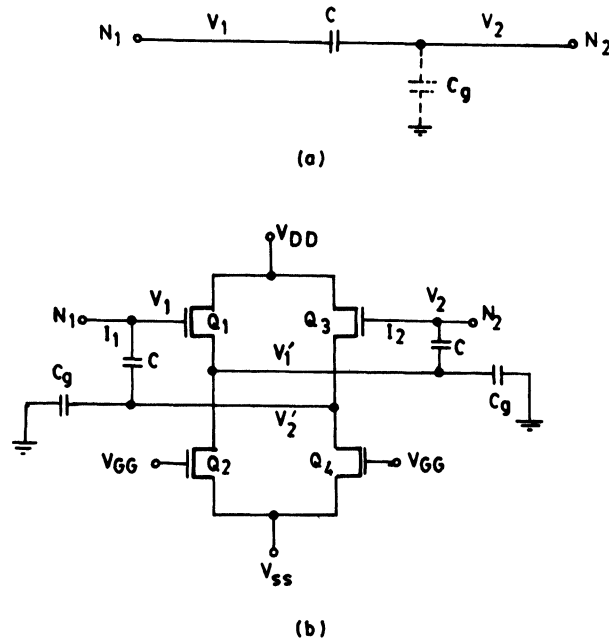 N1 V1 C V2 N2
Cg
(a)
VDD
N1 V1 Q1 Q3 V2 N2
I1 I2
C V1′ C
Cg Cg
V2′
VGG Q2 Q4 VGG
Vss
(b)